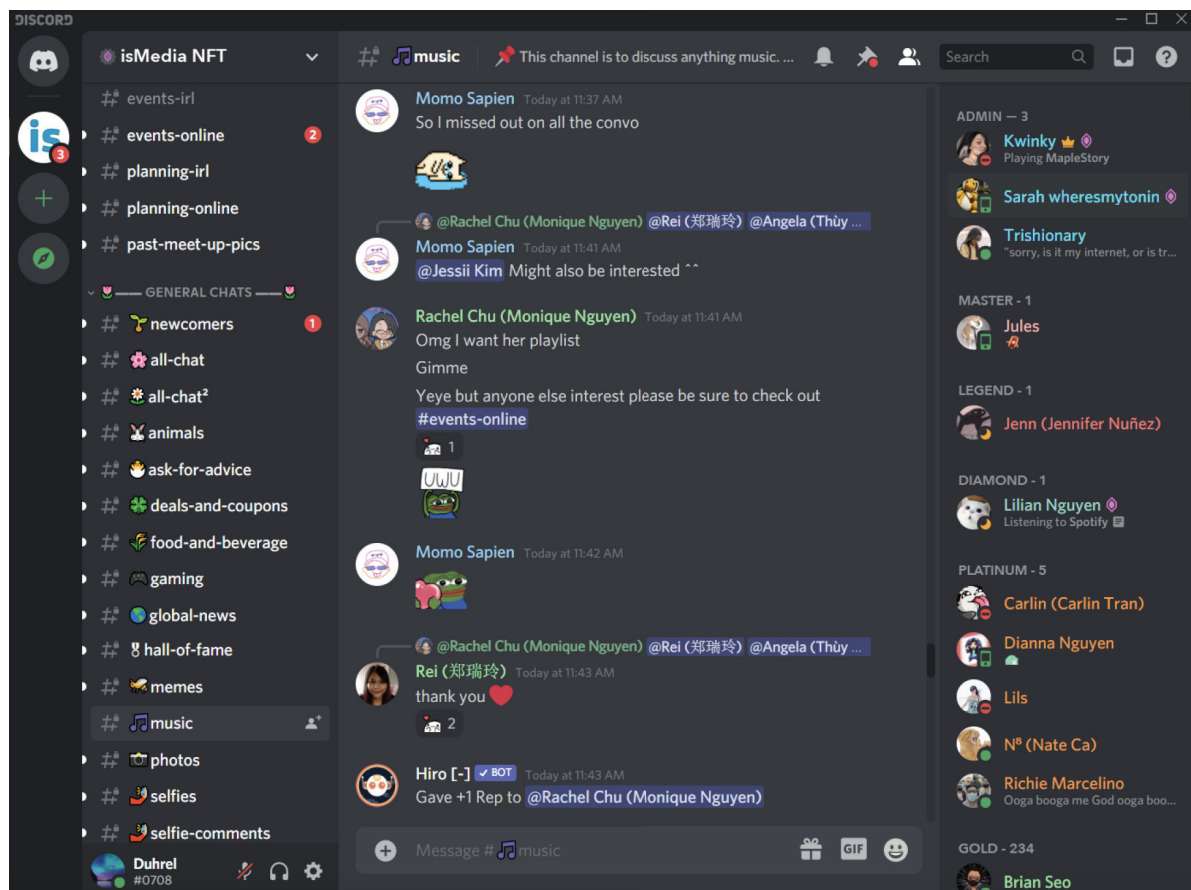 DISCORD
is
3
isMedia NFT
events-irl
events-online 2
planning-irl
planning-online
past-meet-up-pics
GENERAL CHATS
newcomers 1
all-chat
all-chat²
animals
ask-for-advice
deals-and-coupons
food-and-beverage
gaming
global-news
hall-of-fame
memes
music
photos
selfies
selfie-comments
Duhrel
#0708
music
This channel is to discuss anything music. ...
Search
Momo Sapien Today at 11:37 AM
So I missed out on all the convo
@Rachel Chu (Monique Nguyen) @Rei (郑瑞玲) @Angela (Thùy ...
Momo Sapien Today at 11:41 AM
@Jessii Kim Might also be interested ^^
Rachel Chu (Monique Nguyen) Today at 11:41 AM
Omg I want her playlist
Gimme
Yeye but anyone else interest please be sure to check out
#events-online
1
UWU
Momo Sapien Today at 11:42 AM
@Rachel Chu (Monique Nguyen) @Rei (郑瑞玲) @Angela (Thùy ...
Rei (郑瑞玲) Today at 11:43 AM
thank you
2
Hiro [-] ✓ BOT Today at 11:43 AM
Gave +1 Rep to @Rachel Chu (Monique Nguyen)
Message # music
GIF
ADMIN — 3
Kwinky
Playing MapleStory
Sarah wheresmytonin
Trishionary
"sorry, is it my internet, or is tr...
MASTER - 1
Jules
LEGEND - 1
Jenn (Jennifer Nuñez)
DIAMOND - 1
Lilian Nguyen
Listening to Spotify
PLATINUM - 5
Carlin (Carlin Tran)
Dianna Nguyen
Lils
N⁸ (Nate Ca)
Richie Marcelino
Ooga booga me God ooga boo...
GOLD - 234
Brian Seo